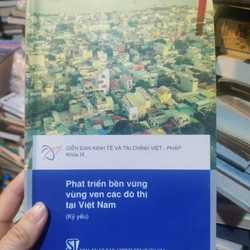 DIỄN ĐÀN KINH TẾ VÀ TÀI CHÍNH VIỆT - PHÁP
Khóa IX
Phát triển bền vững
vùng ven các đô thị
tại Việt Nam
(Kỷ yếu)
ST